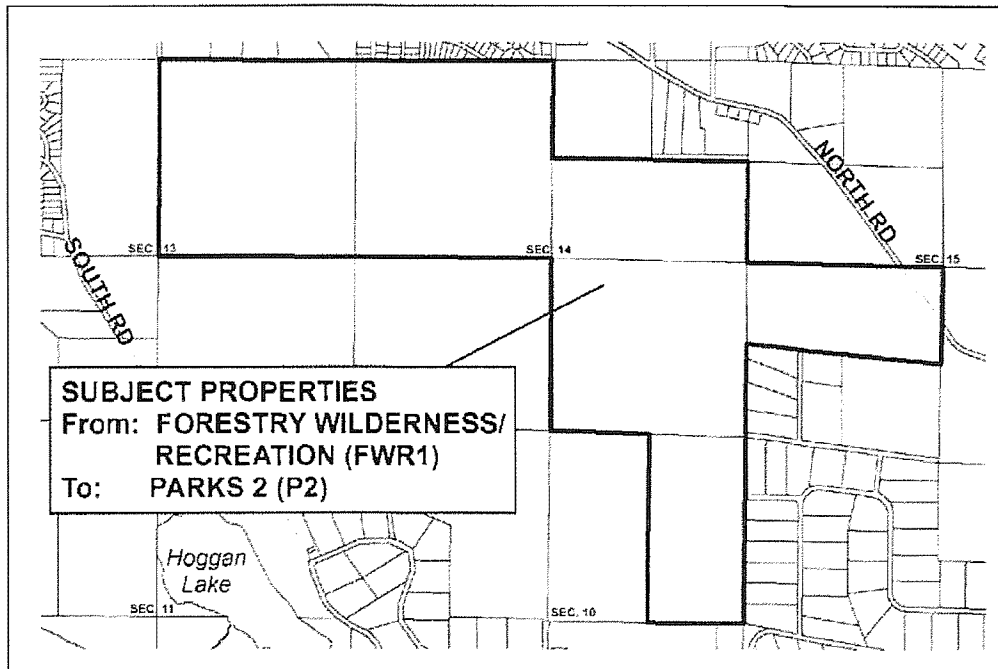 NORTH RD
SEC. 13
SEC. 14
SEC. 15
SOUTH RD
SUBJECT PROPERTIES
From: FORESTRY WILDERNESS/
RECREATION (FWR1)
To: PARKS 2 (P2)
Hoggan
Lake
SEC. 11
SEC. 10